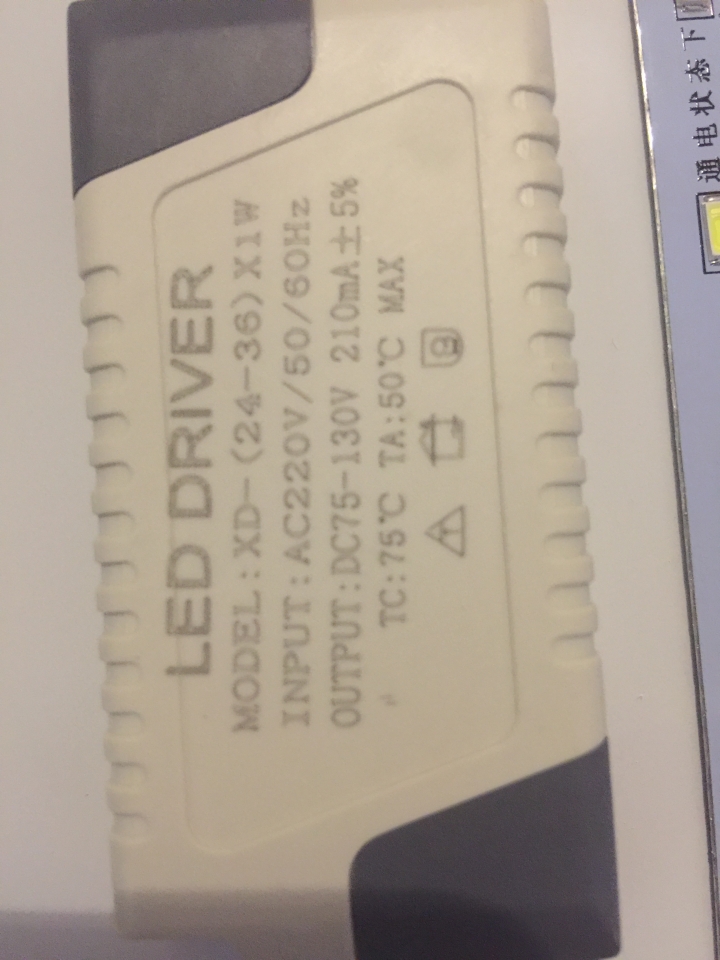 LED DRIVER
MODEL:XD-(24-36)X1W
INPUT:AC220V/50/60Hz
OUTPUT:DC75-130V 210mA±5%
TC:75℃ TA:50℃ MAX
通电状态下